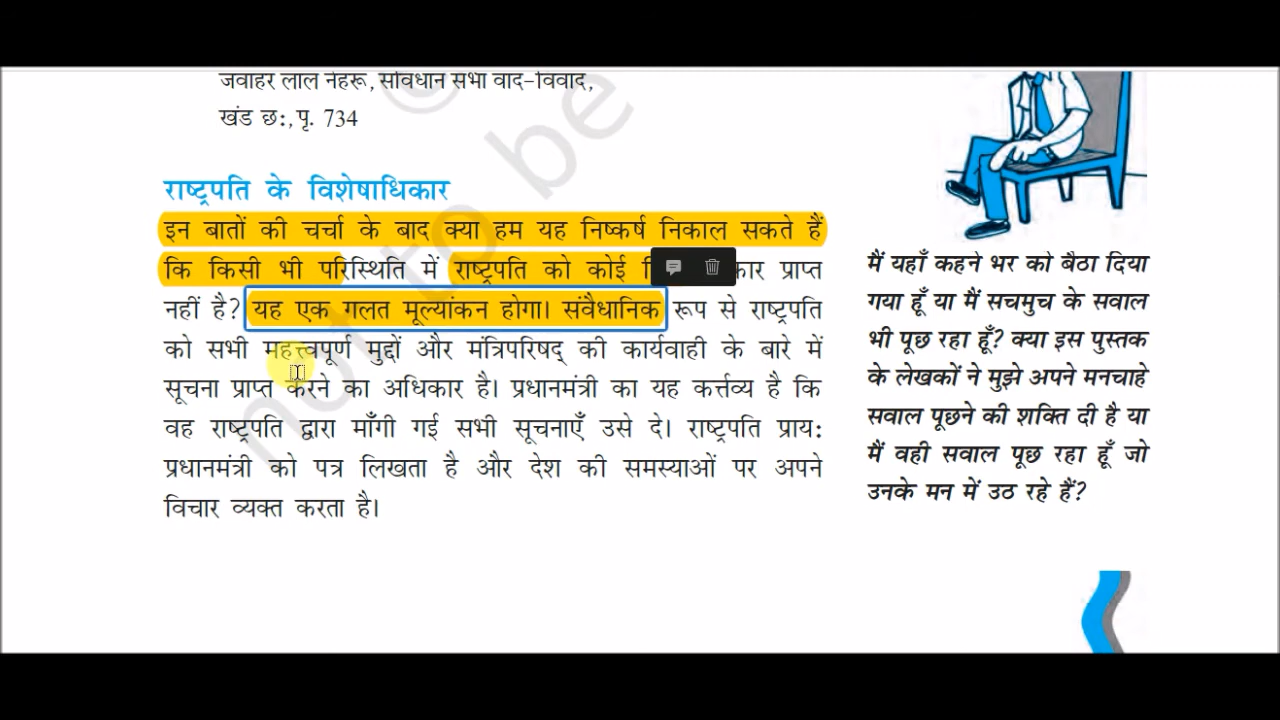 जवाहर लाल नेहरू, संविधान सभा वाद-विवाद,
खंड छ:, पृ. 734
राष्ट्रपति के विशेषाधिकार
इन बातों की चर्चा के बाद क्या हम यह निष्कर्ष निकाल सकते हैं
कि किसी भी परिस्थिति में राष्ट्रपति को कोई कार प्राप्त
नहीं है? यह एक गलत मूल्यांकन होगा। संवैधानिक रूप से राष्ट्रपति
को सभी महत्त्वपूर्ण मुद्दों और मंत्रिपरिषद् की कार्यवाही के बारे में
सूचना प्राप्त करने का अधिकार है। प्रधानमंत्री का यह कर्त्तव्य है कि
वह राष्ट्रपति द्वारा माँगी गई सभी सूचनाएँ उसे दे। राष्ट्रपति प्राय:
प्रधानमंत्री को पत्र लिखता है और देश की समस्याओं पर अपने
विचार व्यक्त करता है।
मैं यहाँ कहने भर को बैठा दिया
गया हूँ या मैं सचमुच के सवाल
भी पूछ रहा हूँ? क्या इस पुस्तक
के लेखकों ने मुझे अपने मनचाहे
सवाल पूछने की शक्ति दी है या
मैं वही सवाल पूछ रहा हूँ जो
उनके मन में उठ रहे हैं?
©
not to be